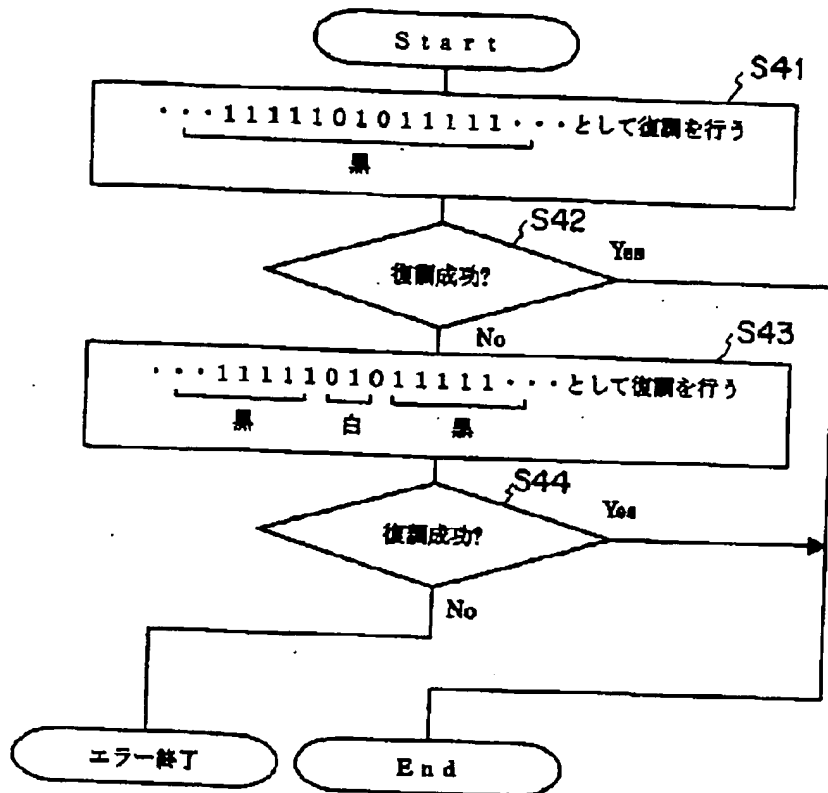 Start
S41
・・・1111101011111・・・として復調を行う
黒
S42
復調成功?
Yes
No
S43
・・・1111101011111・・・として復調を行う
黒 白 黒
S44
復調成功?
Yes
No
エラー終了
End